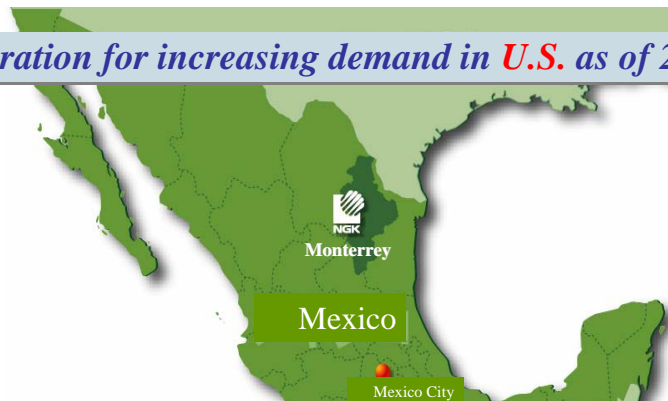 ration for increasing demand in U.S. as of 2
NGK
Monterrey
Mexico
Mexico City